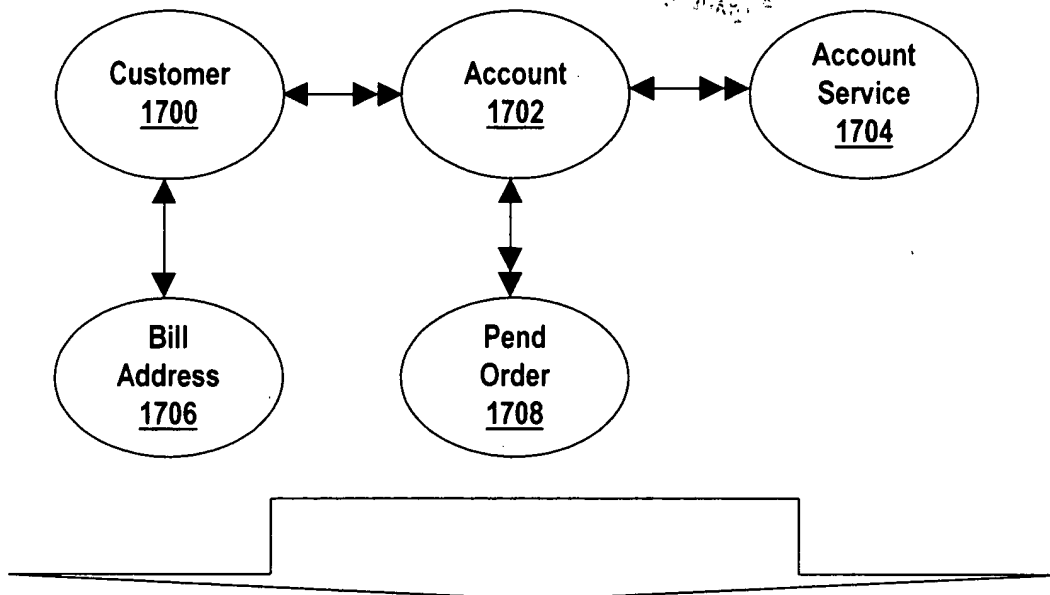 Customer
1700
Account
1702
Account
Service
1704
Bill
Address
1706
Pend
Order
1708